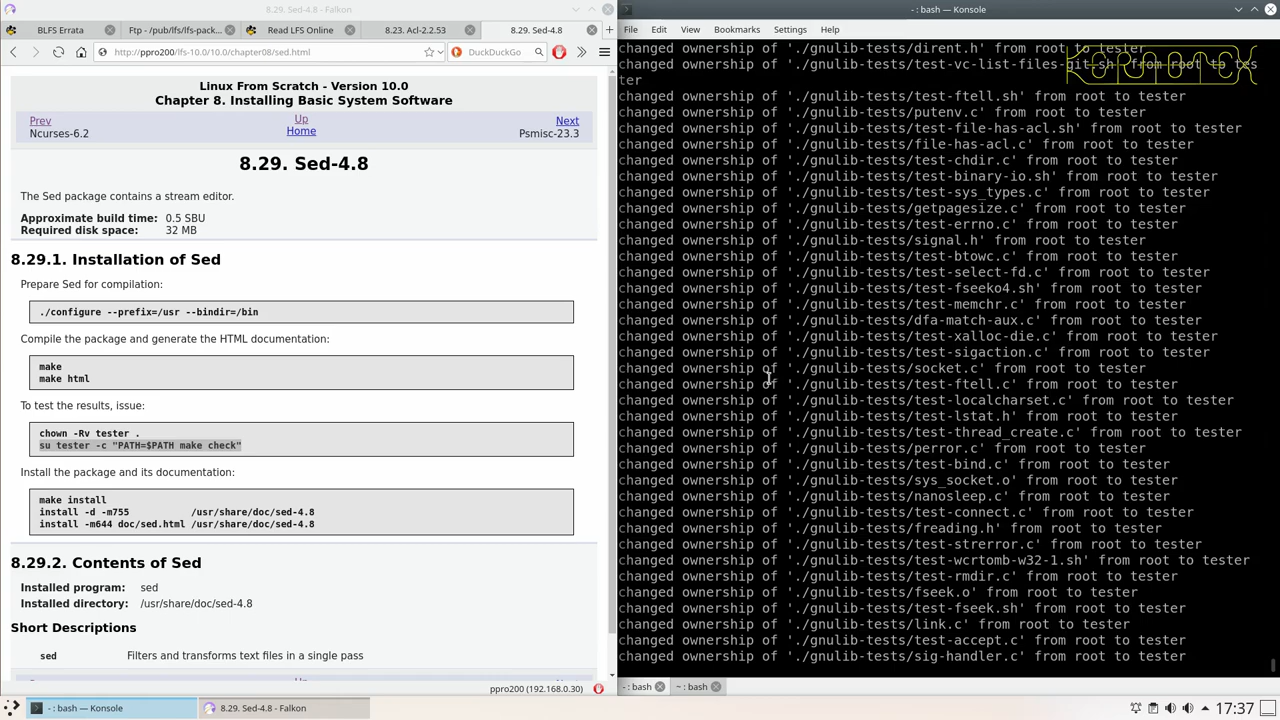 8.29. Sed-4.8 - Falkon
BLFS Errata
Ftp - /pub/lfs/lfs-pack
Read LFS Online
8.23. Acl-2.2.53
8.29. Sed-4.8
http://ppro200/lfs-10.0/10.0/chapter08/sed.html
DuckDuckGo
Linux From Scratch - Version 10.0
Chapter 8. Installing Basic System Software
Prev
Up
Next
Ncurses-6.2
Home
Psmisc-23.3
8.29. Sed-4.8
The Sed package contains a stream editor.
Approximate build time: 0.5 SBU
Required disk space: 32 MB
8.29.1. Installation of Sed
Prepare Sed for compilation:
./configure --prefix=/usr --bindir=/bin
Compile the package and generate the HTML documentation:
make
make html
To test the results, issue:
chown -Rv tester .
su tester -c "PATH=$PATH make check"
Install the package and its documentation:
make install
install -d -m755 /usr/share/doc/sed-4.8
install -m644 doc/sed.html /usr/share/doc/sed-4.8
8.29.2. Contents of Sed
Installed program: sed
Installed directory: /usr/share/doc/sed-4.8
Short Descriptions
sed Filters and transforms text files in a single pass
ppro200 (192.168.0.30)
- : bash — Konsole
File Edit View Bookmarks Settings Help
changed ownership of './gnulib-tests/dirent.h' from root to tester
changed ownership of './gnulib-tests/test-vc-list-files-git.sh' from root to tes
ter
changed ownership of './gnulib-tests/test-ftell.sh' from root to tester
changed ownership of './gnulib-tests/putenv.c' from root to tester
changed ownership of './gnulib-tests/test-file-has-acl.sh' from root to tester
changed ownership of './gnulib-tests/file-has-acl.c' from root to tester
changed ownership of './gnulib-tests/test-chdir.c' from root to tester
changed ownership of './gnulib-tests/test-binary-io.sh' from root to tester
changed ownership of './gnulib-tests/test-sys_types.c' from root to tester
changed ownership of './gnulib-tests/getpagesize.c' from root to tester
changed ownership of './gnulib-tests/test-errno.c' from root to tester
changed ownership of './gnulib-tests/signal.h' from root to tester
changed ownership of './gnulib-tests/test-btowc.c' from root to tester
changed ownership of './gnulib-tests/test-select-fd.c' from root to tester
changed ownership of './gnulib-tests/test-fseeko4.sh' from root to tester
changed ownership of './gnulib-tests/test-memchr.c' from root to tester
changed ownership of './gnulib-tests/dfa-match-aux.c' from root to tester
changed ownership of './gnulib-tests/test-xalloc-die.c' from root to tester
changed ownership of './gnulib-tests/test-sigaction.c' from root to tester
changed ownership of './gnulib-tests/socket.c' from root to tester
changed ownership of './gnulib-tests/test-ftell.c' from root to tester
changed ownership of './gnulib-tests/test-localcharset.c' from root to tester
changed ownership of './gnulib-tests/test-lstat.h' from root to tester
changed ownership of './gnulib-tests/test-thread_create.c' from root to tester
changed ownership of './gnulib-tests/perror.c' from root to tester
changed ownership of './gnulib-tests/test-bind.c' from root to tester
changed ownership of './gnulib-tests/sys_socket.o' from root to tester
changed ownership of './gnulib-tests/nanosleep.c' from root to tester
changed ownership of './gnulib-tests/test-connect.c' from root to tester
changed ownership of './gnulib-tests/freading.h' from root to tester
changed ownership of './gnulib-tests/test-strerror.c' from root to tester
changed ownership of './gnulib-tests/test-wcrtomb-w32-1.sh' from root to tester
changed ownership of './gnulib-tests/test-rmdir.c' from root to tester
changed ownership of './gnulib-tests/fseek.o' from root to tester
changed ownership of './gnulib-tests/test-fseek.sh' from root to tester
changed ownership of './gnulib-tests/link.c' from root to tester
changed ownership of './gnulib-tests/test-accept.c' from root to tester
changed ownership of './gnulib-tests/sig-handler.c' from root to tester
- : bash
~ : bash
- : bash — Konsole
8.29. Sed-4.8 - Falkon
17:37